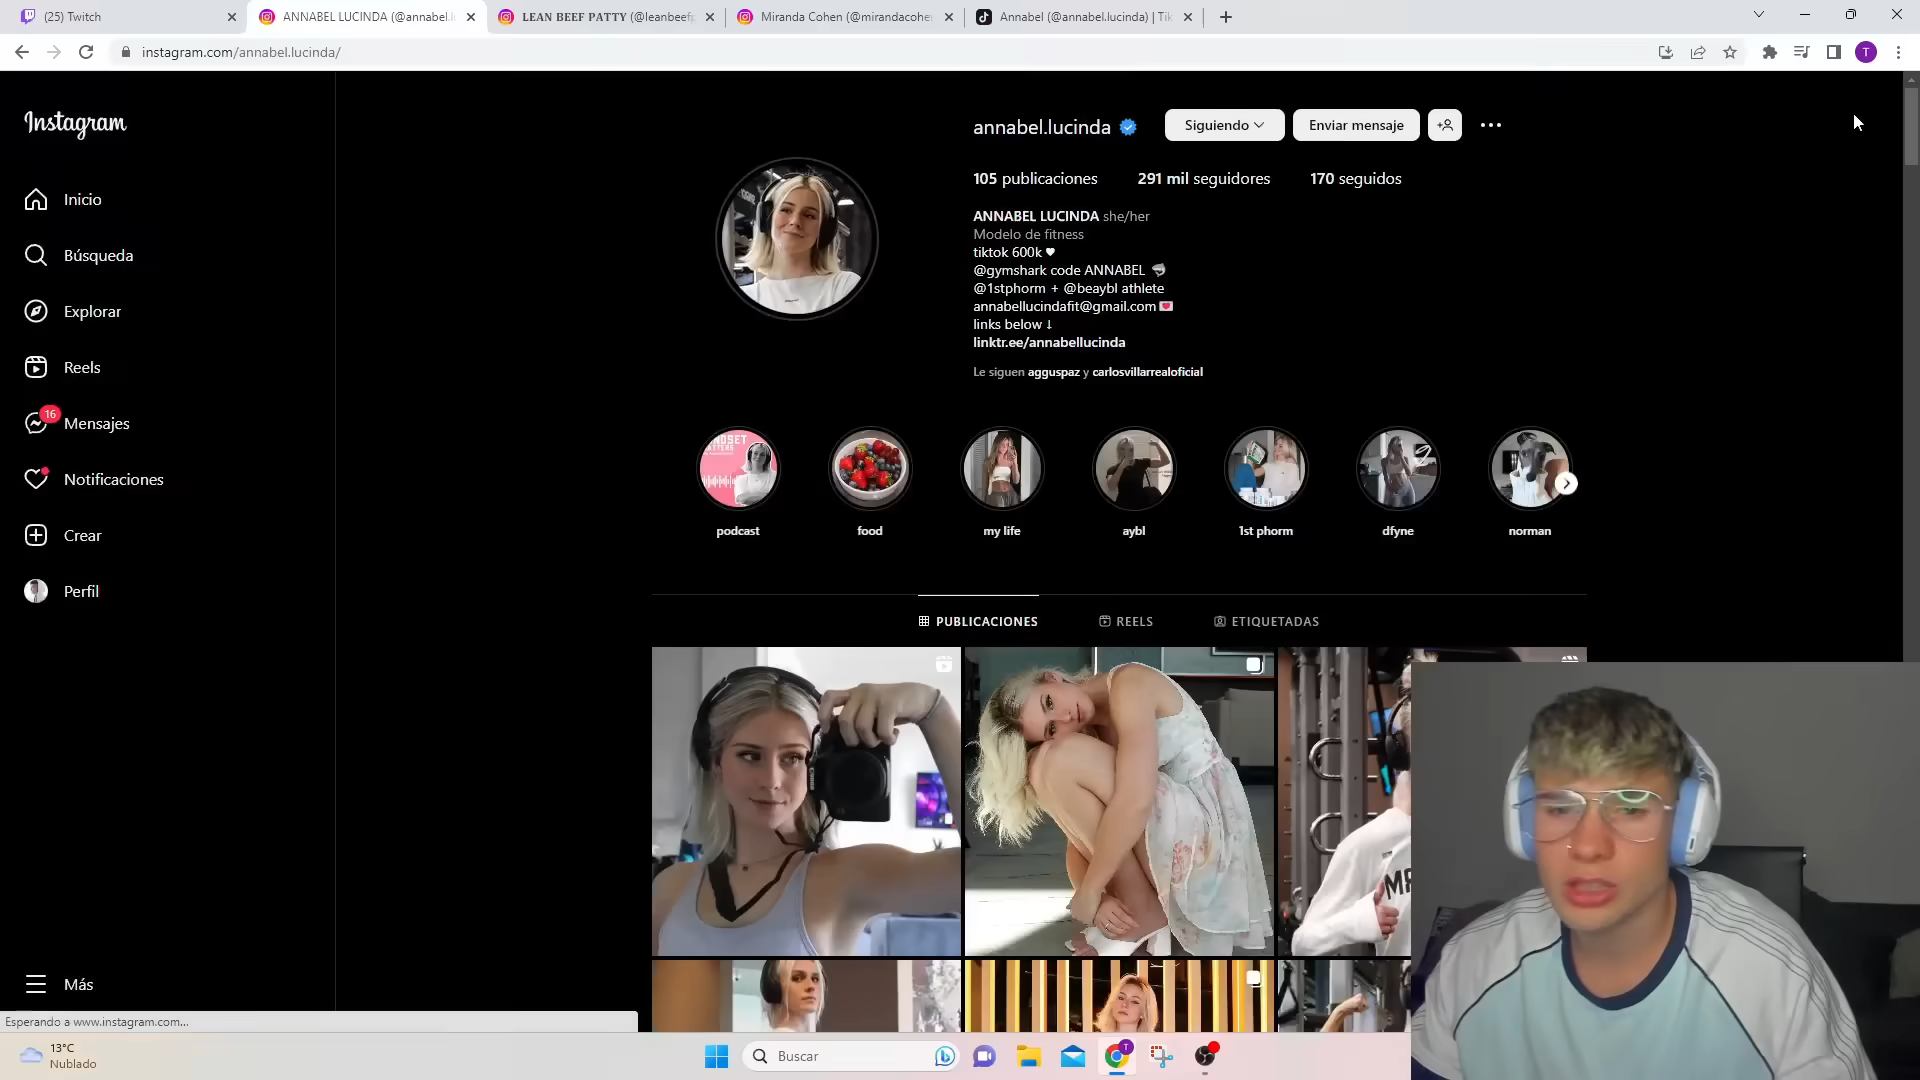 (25) Twitch
ANNABEL LUCINDA (@annabel.l
LEAN BEEF PATTY (@leanbeefp
Miranda Cohen (@mirandacohe
Annabel (@annabel.lucinda) | Tik
instagram.com/annabel.lucinda/
T
Instagram
Inicio
Búsqueda
Explorar
Reels
16
Mensajes
Notificaciones
Crear
Perfil
Más
annabel.lucinda
Siguiendo
Enviar mensaje
105 publicaciones
291 mil seguidores
170 seguidos
ANNABEL LUCINDA she/her
Modelo de fitness
tiktok 600k ♥
@gymshark code ANNABEL 🦈
@1stphorm + @beaybl athlete
annabellucindafit@gmail.com 💌
links below ↓
linktr.ee/annabellucinda
Le siguen agguspaz y carlosvillarrealoficial
podcast
food
my life
aybl
1st phorm
dfyne
norman
PUBLICACIONES
REELS
ETIQUETADAS
Esperando a www.instagram.com...
13°C
Nublado
Buscar
T